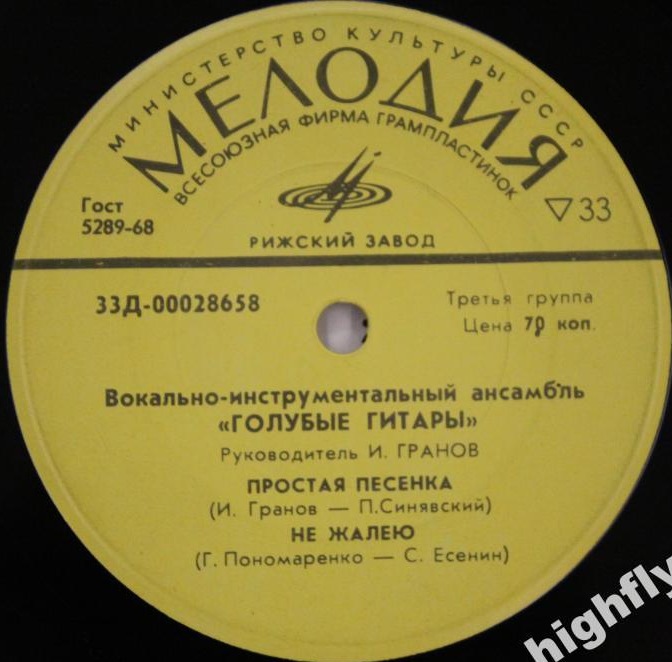 МИНИСТЕРСТВО КУЛЬТУРЫ СССР
МЕЛОДИЯ
ВСЕСОЮЗНАЯ ФИРМА ГРАМПЛАСТИНОК
Гост
5289-68
▽33
РИЖСКИЙ ЗАВОД
33Д-00028658
Третья группа
Цена 70 коп.
Вокально-инструментальный ансамбль
«ГОЛУБЫЕ ГИТАРЫ»
Руководитель И. ГРАНОВ
ПРОСТАЯ ПЕСЕНКА
(И. Гранов — П.Синявский)
НЕ ЖАЛЕЮ
(Г. Пономаренко — С. Есенин)
highfly